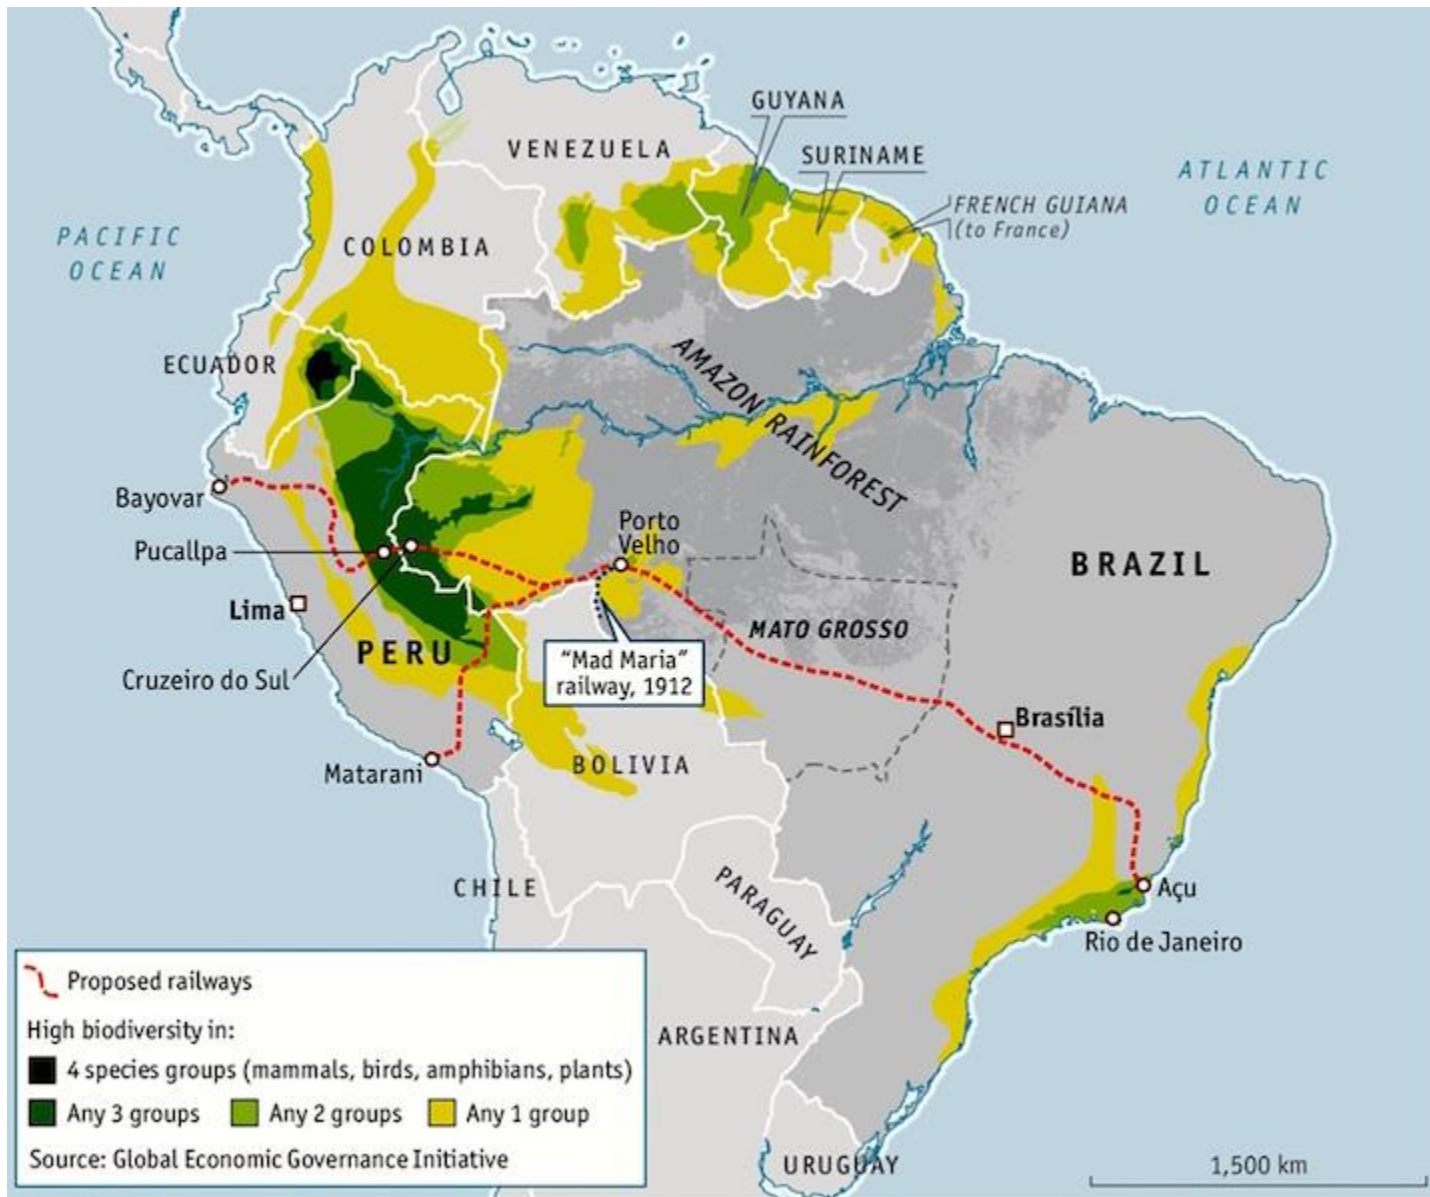 GUYANA
SURINAME
VENEZUELA
ATLANTIC
OCEAN
FRENCH GUIANA
(to France)
PACIFIC
OCEAN
COLOMBIA
ECUADOR
AMAZON RAINFOREST
Bayovar
Porto
Velho
Pucallpa
BRAZIL
Lima
MATO GROSSO
PERU
“Mad Maria”
railway, 1912
Cruzeiro do Sul
Brasília
Matarani
BOLIVIA
CHILE
PARAGUAY
Açu
Rio de Janeiro
ARGENTINA
URUGUAY
Proposed railways
High biodiversity in:
4 species groups (mammals, birds, amphibians, plants)
Any 3 groups Any 2 groups Any 1 group
Source: Global Economic Governance Initiative
1,500 km